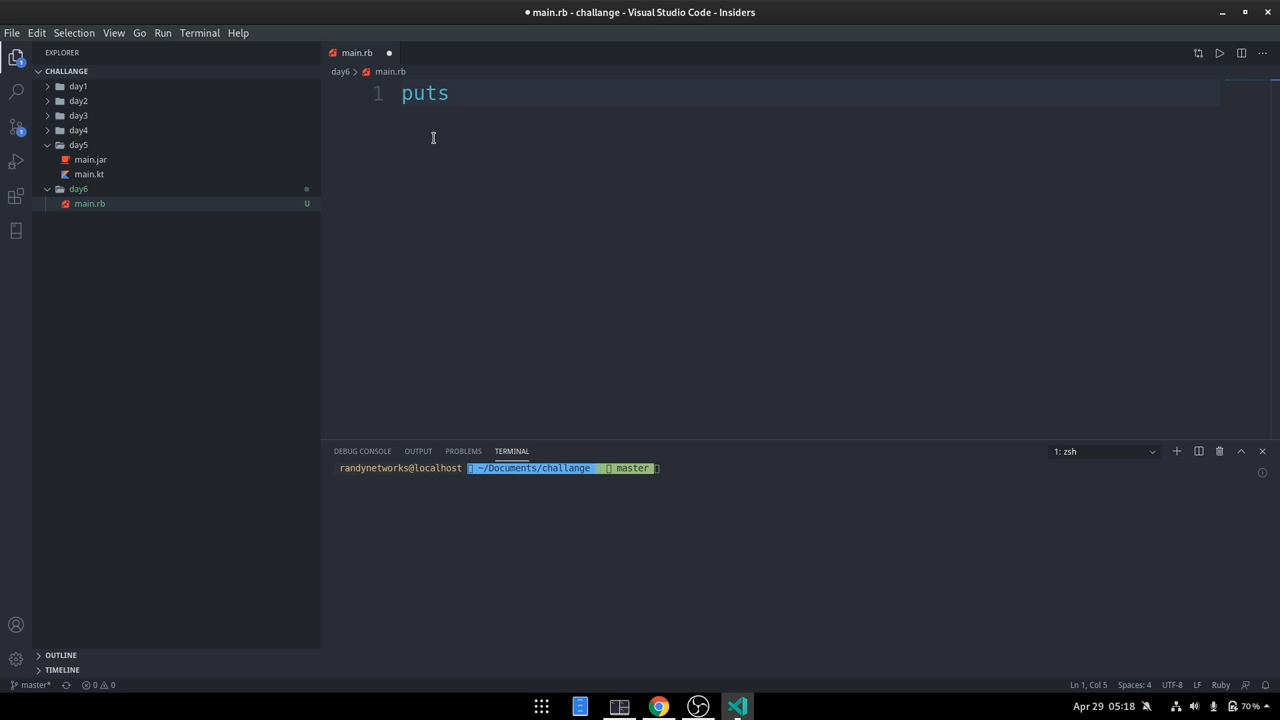 main.rb - challange - Visual Studio Code - Insiders
File Edit Selection View Go Run Terminal Help
EXPLORER
main.rb
CHALLANGE
day6 main.rb
day1
day2
day3
day4
day5
main.jar
main.kt
day6
main.rb U
1 puts
DEBUG CONSOLE OUTPUT PROBLEMS TERMINAL 1: zsh
randynetworks@localhost ~/Documents/challange master
OUTLINE
TIMELINE
master* 0 0 Ln 1, Col 5 Spaces: 4 UTF-8 LF Ruby
Apr 29 05:18 70%
1
1